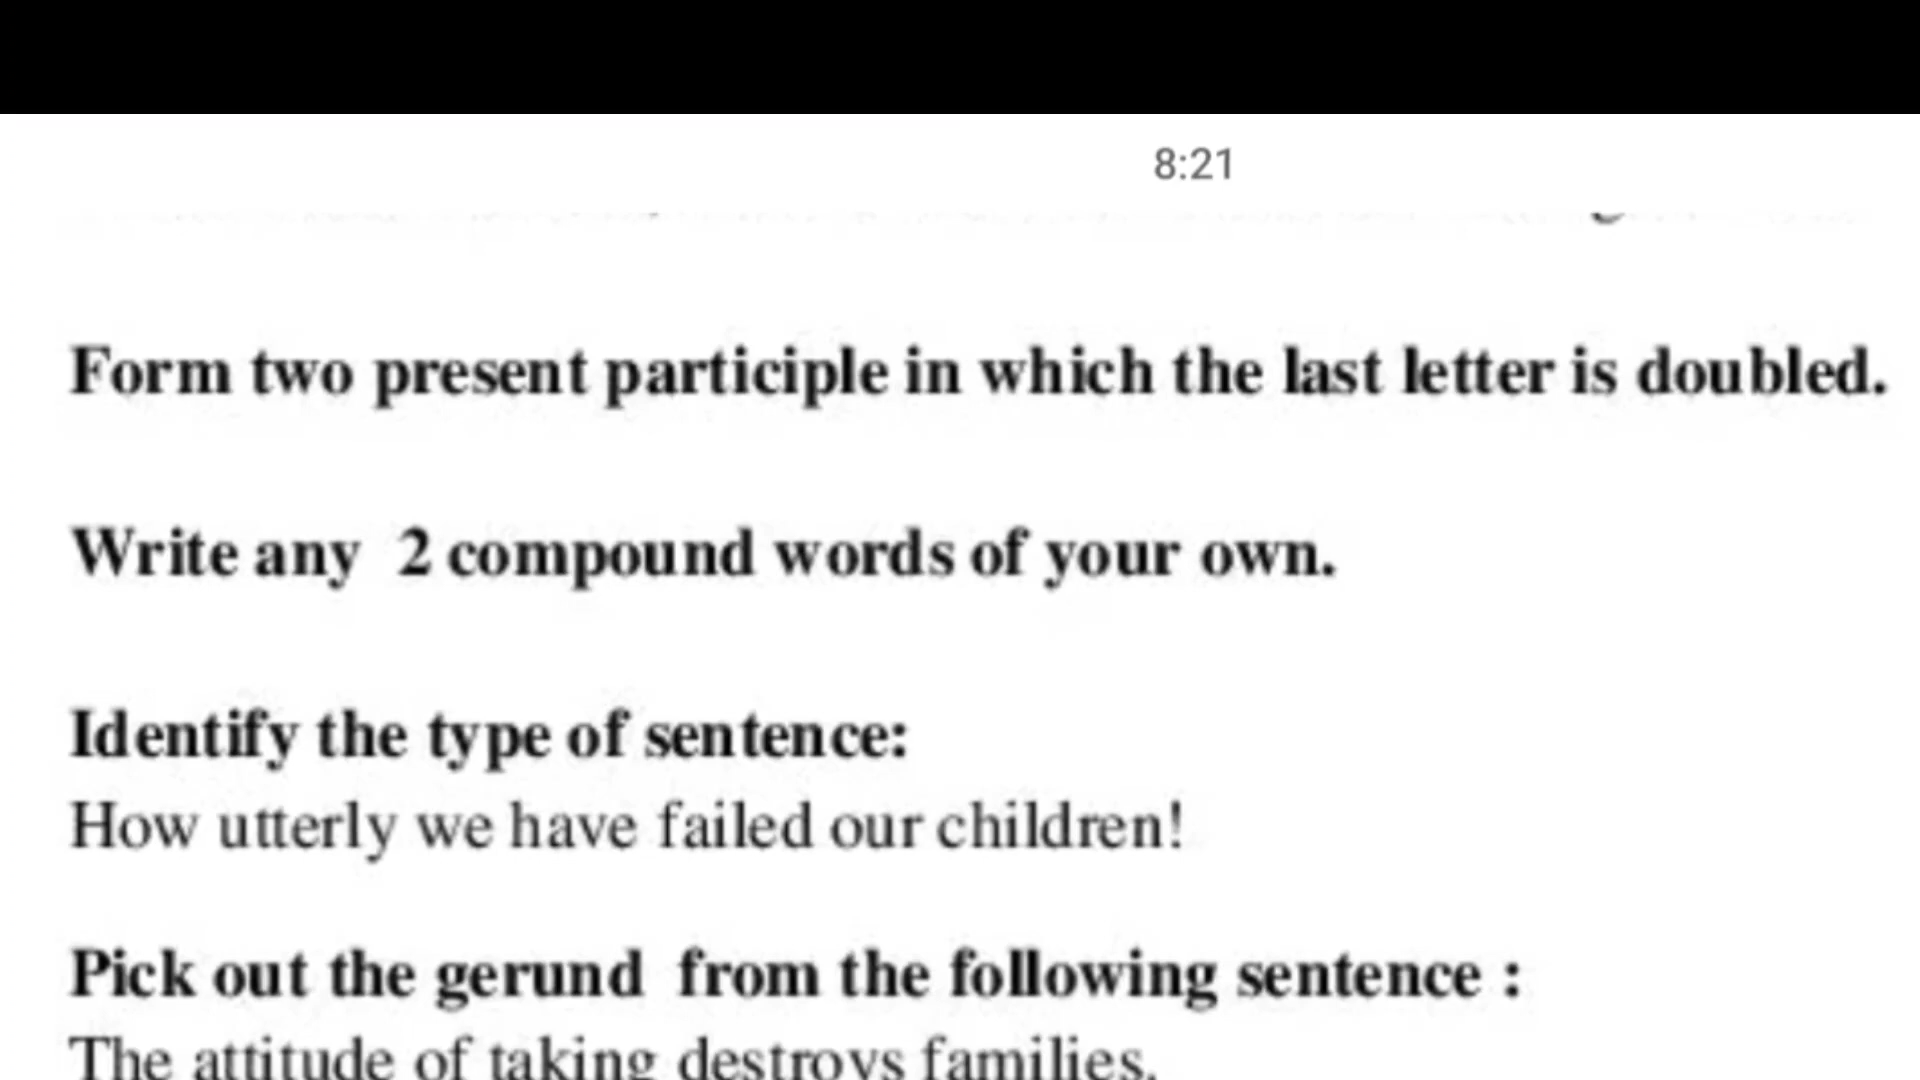 8:21
Form two present participle in which the last letter is doubled.
Write any 2 compound words of your own.
Identify the type of sentence:
How utterly we have failed our children!
Pick out the gerund from the following sentence :
The attitude of taking destroys families.